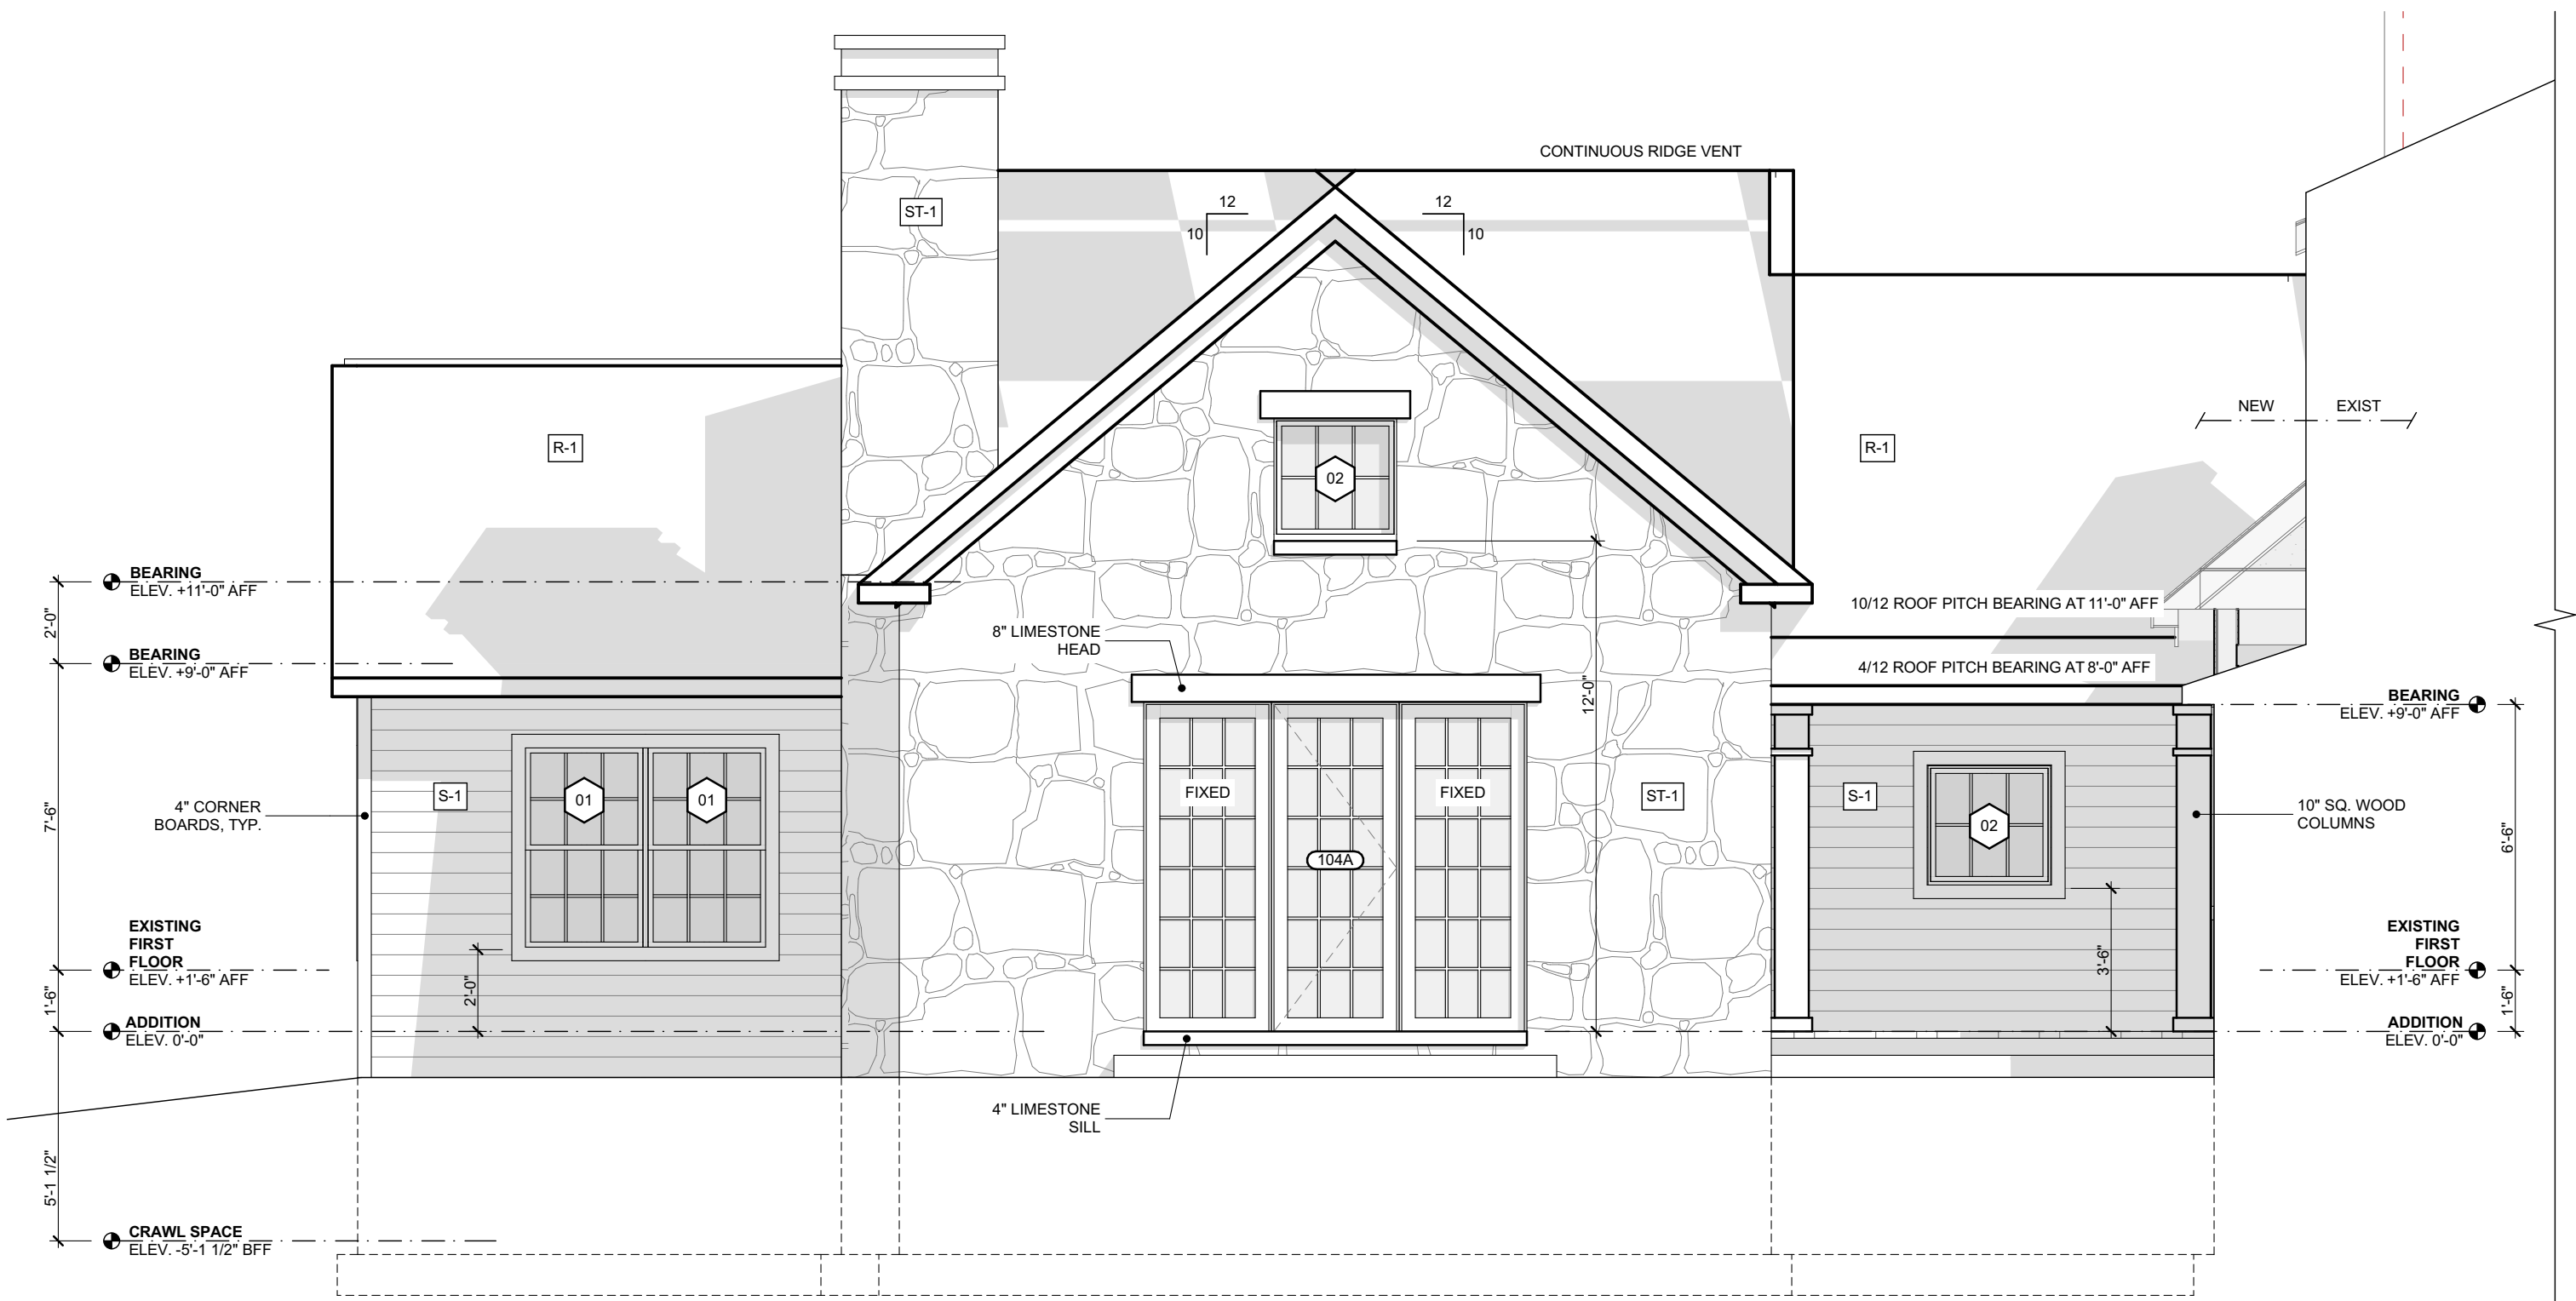 CONTINUOUS RIDGE VENT
ST-1
12
10
12
10
NEW
EXIST
R-1
R-1
02
BEARING
ELEV. +11'-0" AFF
2'-0"
10/12 ROOF PITCH BEARING AT 11'-0" AFF
8" LIMESTONE
HEAD
BEARING
ELEV. +9'-0" AFF
4/12 ROOF PITCH BEARING AT 8'-0" AFF
12'-0"
BEARING
ELEV. +9'-0" AFF
7'-6"
4" CORNER
BOARDS, TYP.
S-1
01
01
FIXED
FIXED
104A
ST-1
S-1
02
10" SQ. WOOD
COLUMNS
6'-6"
EXISTING
FIRST
FLOOR
ELEV. +1'-6" AFF
1'-6"
2'-0"
3'-6"
EXISTING
FIRST
FLOOR
ELEV. +1'-6" AFF
1'-6"
ADDITION
ELEV. 0'-0"
ADDITION
ELEV. 0'-0"
4" LIMESTONE
SILL
5'-1 1/2"
CRAWL SPACE
ELEV. -5'-1 1/2" BFF